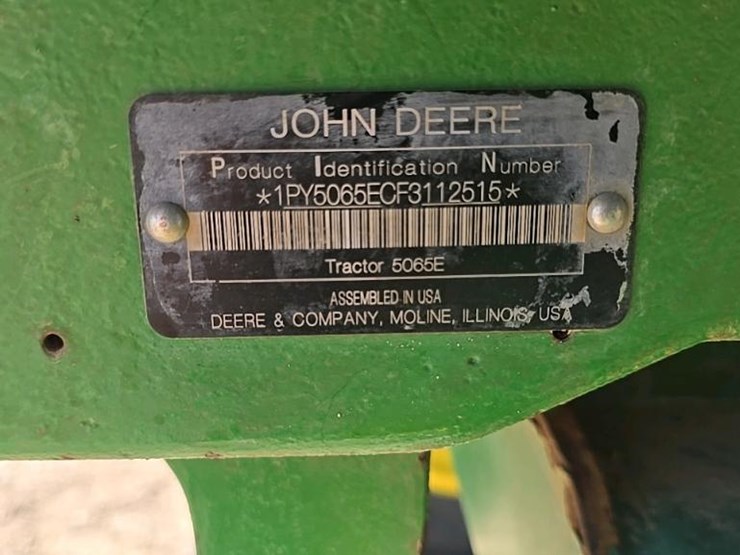 JOHN DEERE
Product Identification Number
*1PY5065ECF3112515*
Tractor 5065E
ASSEMBLED IN USA
DEERE & COMPANY, MOLINE, ILLINOIS, USA